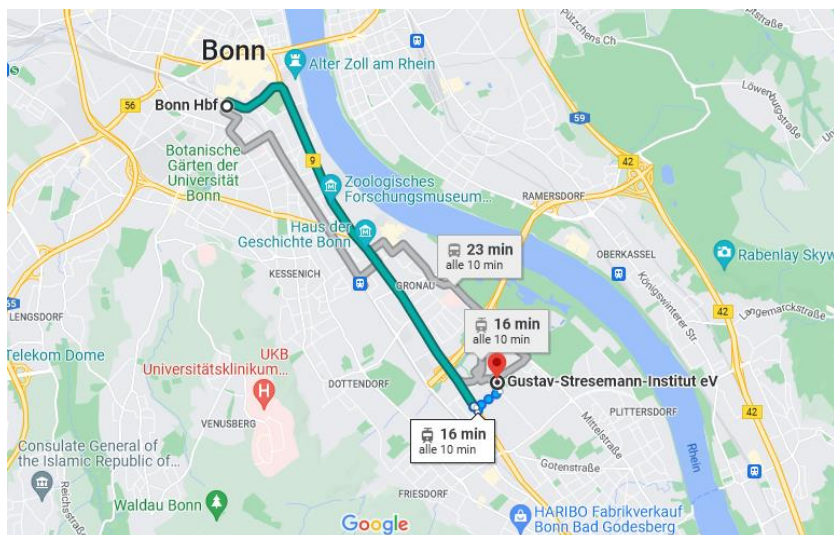 Bonn
Alter Zoll am Rhein
Bonn Hbf
56
59
Botanische
Gärten der
Universität
Bonn
9
Zoologisches
Forschungsmuseum...
Haus der
Geschichte Bonn
KESSENICH
GRONAU
23 min
alle 10 min
42
RAMERSDORF
OBERKASSEL
Königswinterer Str.
Löwenburgstraße
Pützchens Ch
Rabenlay Skyw
42
Langemarckstraße
65
LENGSDORF
Telekom Dome
UKB
Universitätsklinikum...
16 min
alle 10 min
Gustav-Stresemann-Institut eV
DOTTENDORF
VENUSBERG
16 min
alle 10 min
PLITTERSDORF
Mittelstraße
Rhein
42
Gotenstraße
Consulate General of
the Islamic Republic of...
Reichsstraße
Waldau Bonn
FRIESDORF
HARIBO Fabrikverkauf
Bonn Bad Godesberg
Google